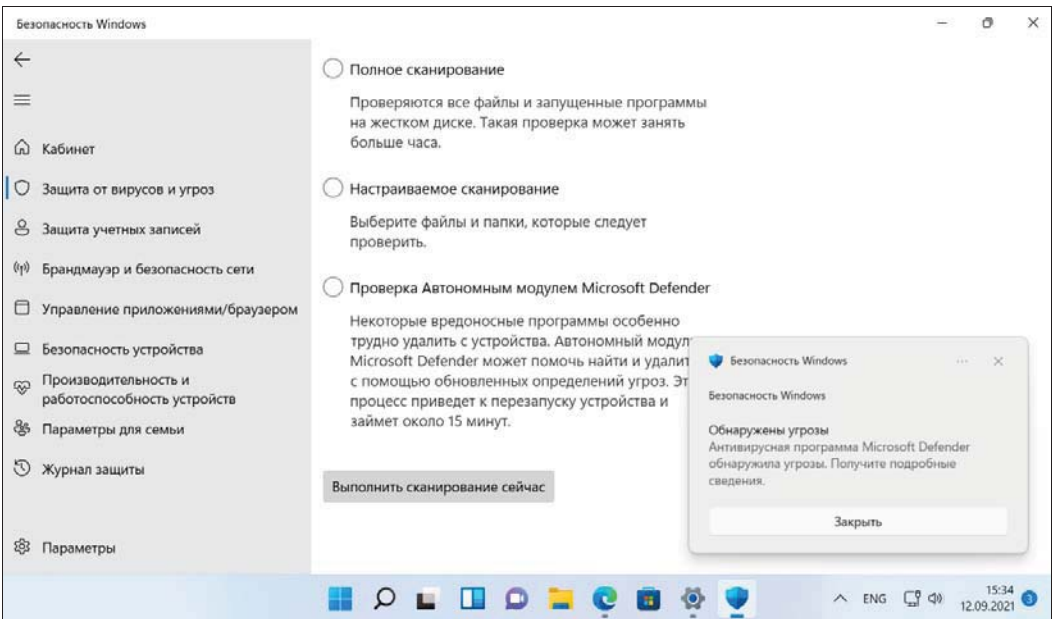 Безопасность Windows
Кабинет
Защита от вирусов и угроз
Защита учетных записей
Брандмауэр и безопасность сети
Управление приложениями/браузером
Безопасность устройства
Производительность и
работоспособность устройств
Параметры для семьи
Журнал защиты
Параметры
Полное сканирование
Проверяются все файлы и запущенные программы
на жестком диске. Такая проверка может занять
больше часа.
Настраиваемое сканирование
Выберите файлы и папки, которые следует
проверить.
Проверка Автономным модулем Microsoft Defender
Некоторые вредоносные программы особенно
трудно удалить с устройства. Автономный модул
Microsoft Defender может помочь найти и удалит
с помощью обновленных определений угроз. Эт
процесс приведет к перезапуску устройства и
займет около 15 минут.
Выполнить сканирование сейчас
Безопасность Windows
Безопасность Windows
Обнаружены угрозы
Антивирусная программа Microsoft Defender
обнаружила угрозы. Получите подробные
сведения.
Закрыть
ENG
15:34
12.09.2021
3